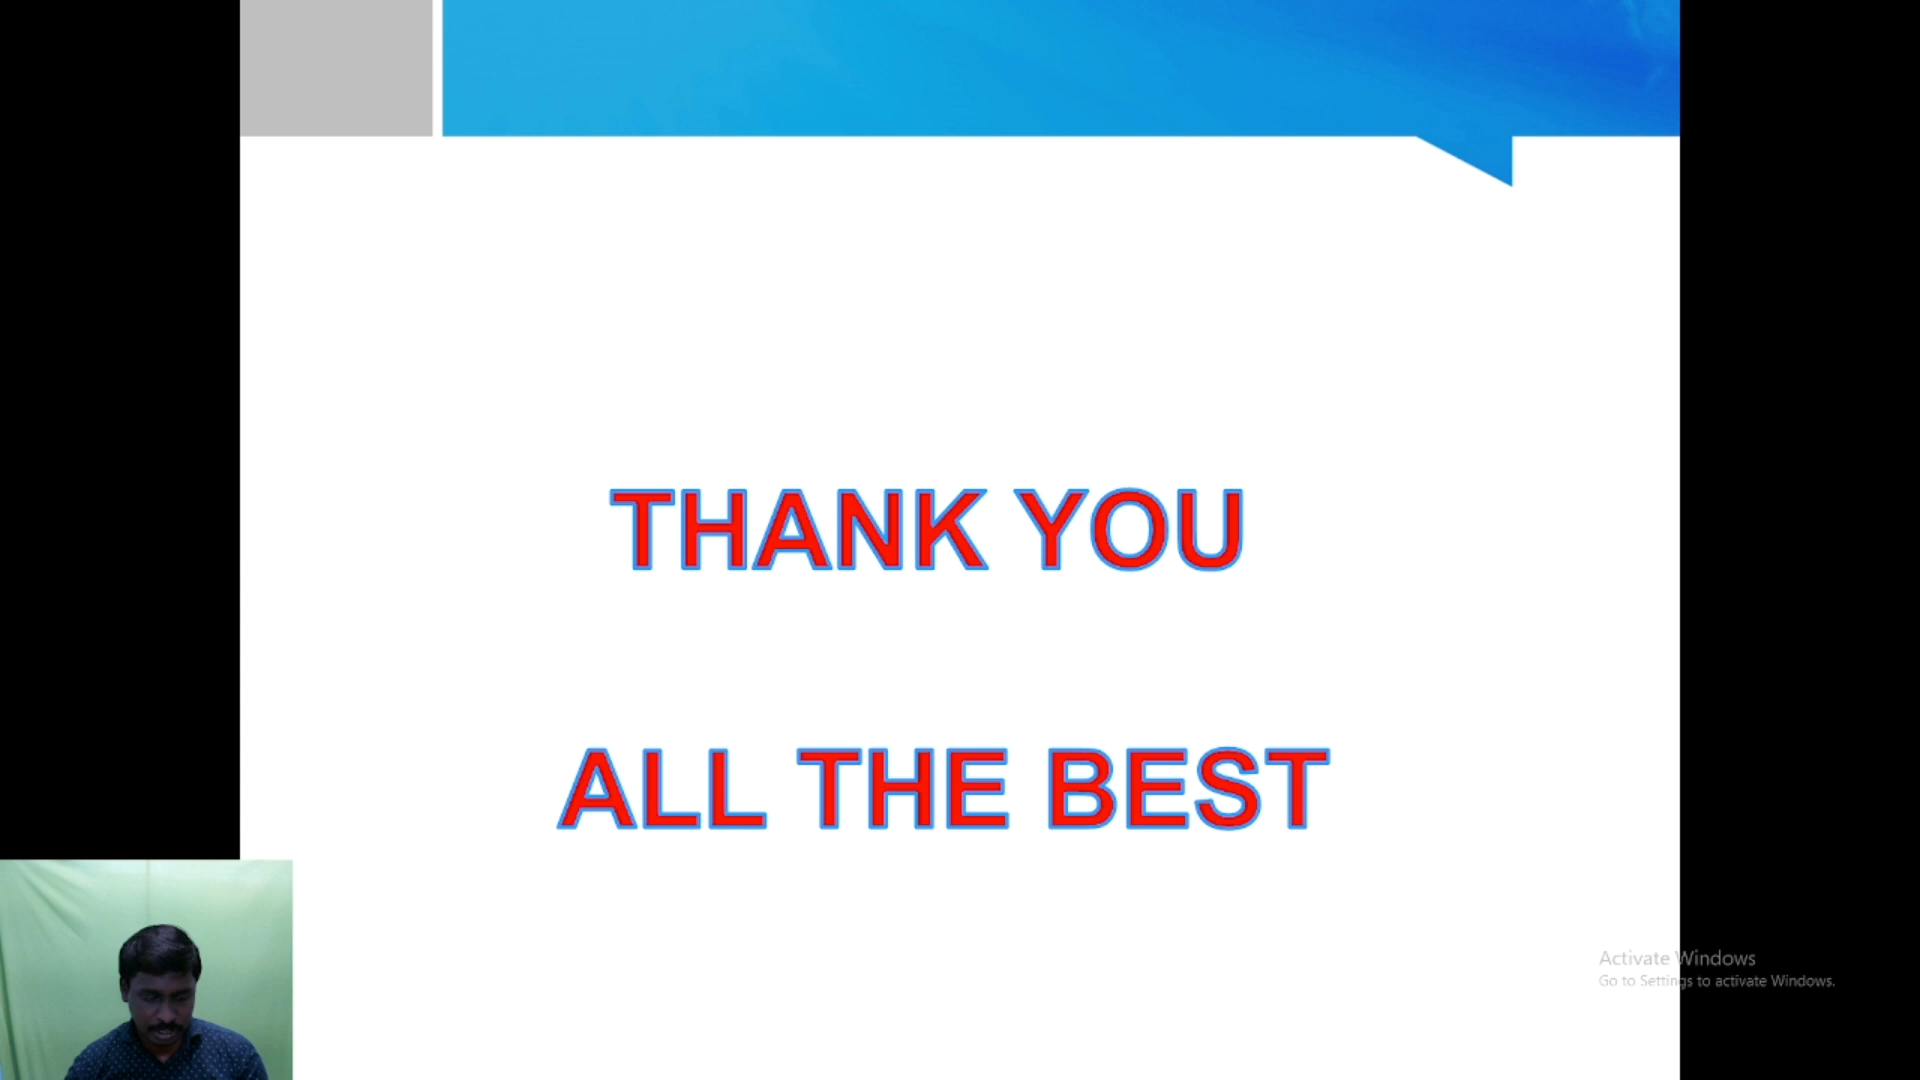 THANK YOU
ALL THE BEST
Activate Windows
Go to Settings to activate Windows.